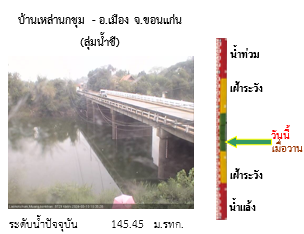 บ้านเหล่านกชุม - อ.เมือง จ.ขอนแก่น
(ลุ่มน้ำชี)
น้ำท่วม
เฝ้าระวัง
วันนี้
เมื่อวาน
เฝ้าระวัง
น้ำแล้ง
ระดับน้ำปัจจุบัน 145.45 ม.รทก.